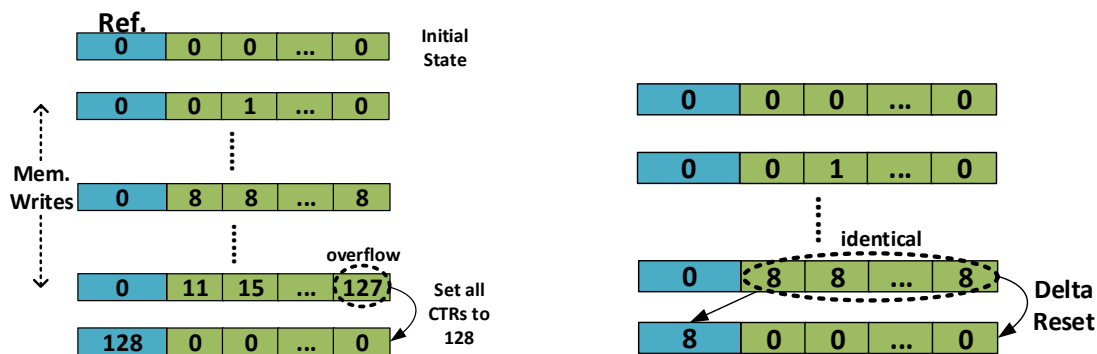 Ref.
0 0 0 ... 0
Initial
State
0 0 1 ... 0
Mem.
Writes
0 8 8 ... 8
overflow
0 11 15 ... 127
Set all
CTRs to
128
128 0 0 ... 0
0 0 0 ... 0
0 0 1 ... 0
identical
0 8 8 ... 8
Delta
Reset
8 0 0 ... 0